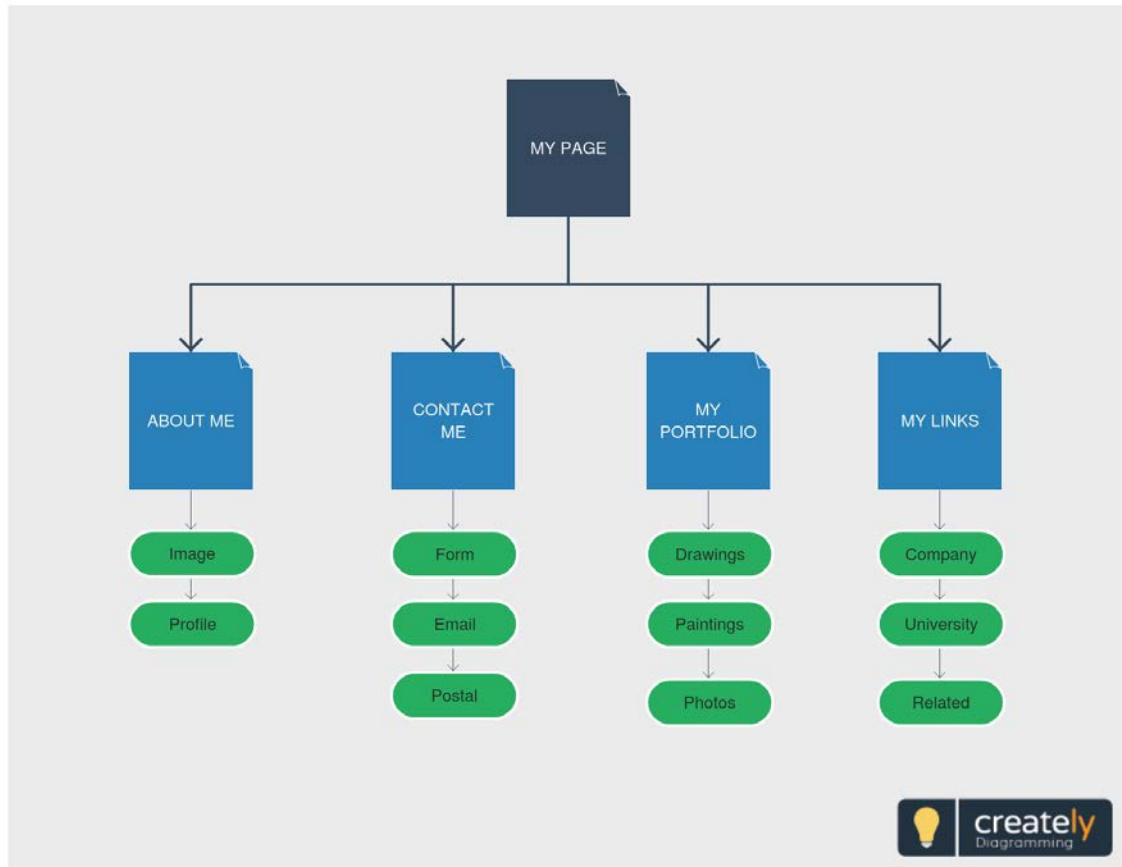 MY PAGE
ABOUT ME
CONTACT
ME
MY
PORTFOLIO
MY LINKS
Image
Form
Drawings
Company
Profile
Email
Paintings
University
Postal
Photos
Related
creately
Diagramming